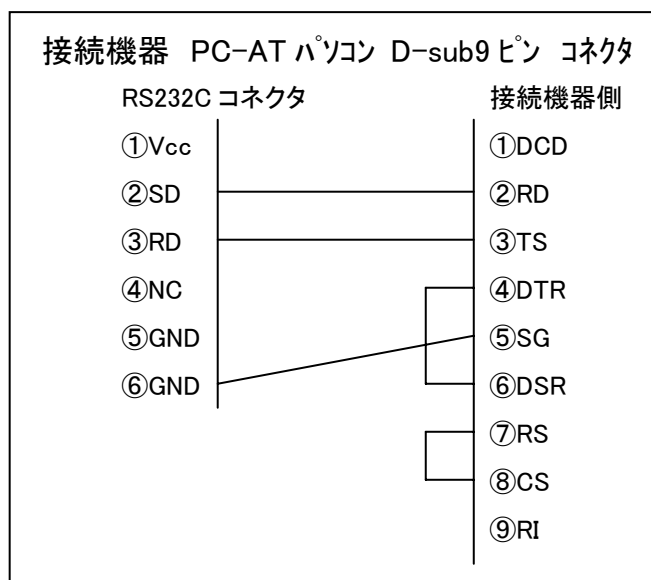 接続機器 PC-AT パソコン D-sub9 ピン コネクタ
RS232C コネクタ 接続機器側
①Vcc ①DCD
②SD ②RD
③RD ③TS
④NC ④DTR
⑤GND ⑤SG
⑥GND ⑥DSR
⑦RS
⑧CS
⑨RI